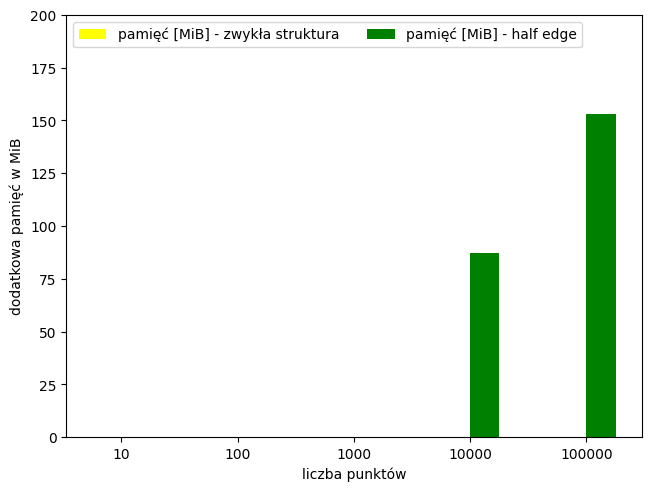 pamięć [MiB] - zwykła struktura
pamięć [MiB] - half edge
200
175
150
125
100
75
50
25
0
dodatkowa pamięć w MiB
10 100 1000 10000 100000
liczba punktów